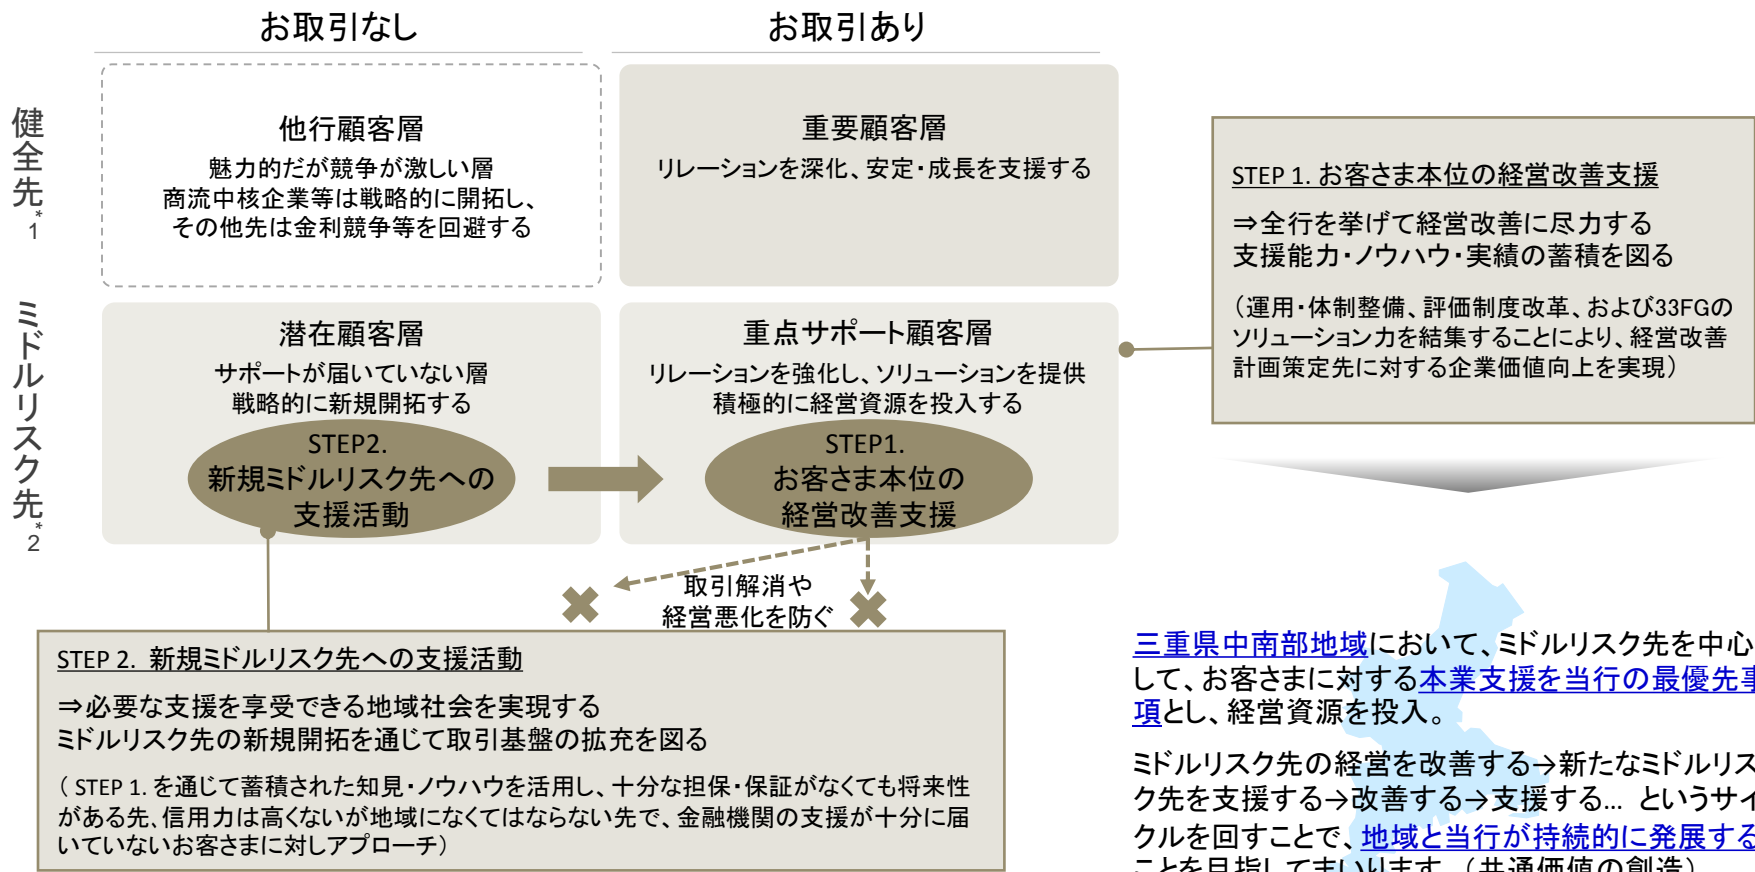 お取引なし
お取引あり
健全先*1
他行顧客層
魅力的だが競争が激しい層
商流中核企業等は戦略的に開拓し、
その他先は金利競争等を回避する
重要顧客層
リレーションを深化、安定・成長を支援する
ミドルリスク先*2
潜在顧客層
サポートが届いていない層
戦略的に新規開拓する
STEP2.
新規ミドルリスク先への
支援活動
重点サポート顧客層
リレーションを強化し、ソリューションを提供
積極的に経営資源を投入する
STEP1.
お客さま本位の
経営改善支援
取引解消や
経営悪化を防ぐ
STEP 1. お客さま本位の経営改善支援
⇒全行を挙げて経営改善に尽力する
支援能力・ノウハウ・実績の蓄積を図る
（運用・体制整備、評価制度改革、および33FGの
ソリューション力を結集することにより、経営改善
計画策定先に対する企業価値向上を実現）
STEP 2. 新規ミドルリスク先への支援活動
⇒必要な支援を享受できる地域社会を実現する
ミドルリスク先の新規開拓を通じて取引基盤の拡充を図る
（ STEP 1. を通じて蓄積された知見・ノウハウを活用し、十分な担保・保証がなくても将来性
がある先、信用力は高くないが地域になくてはならない先で、金融機関の支援が十分に届
いていないお客さまに対しアプローチ）
三重県中南部地域において、ミドルリスク先を中心
して、お客さまに対する本業支援を当行の最優先事
項とし、経営資源を投入。
ミドルリスク先の経営を改善する→新たなミドルリス
ク先を支援する→改善する→支援する... というサイ
クルを回すことで、地域と当行が持続的に発展する
ことを目指してまいります。（共通価値の創造）